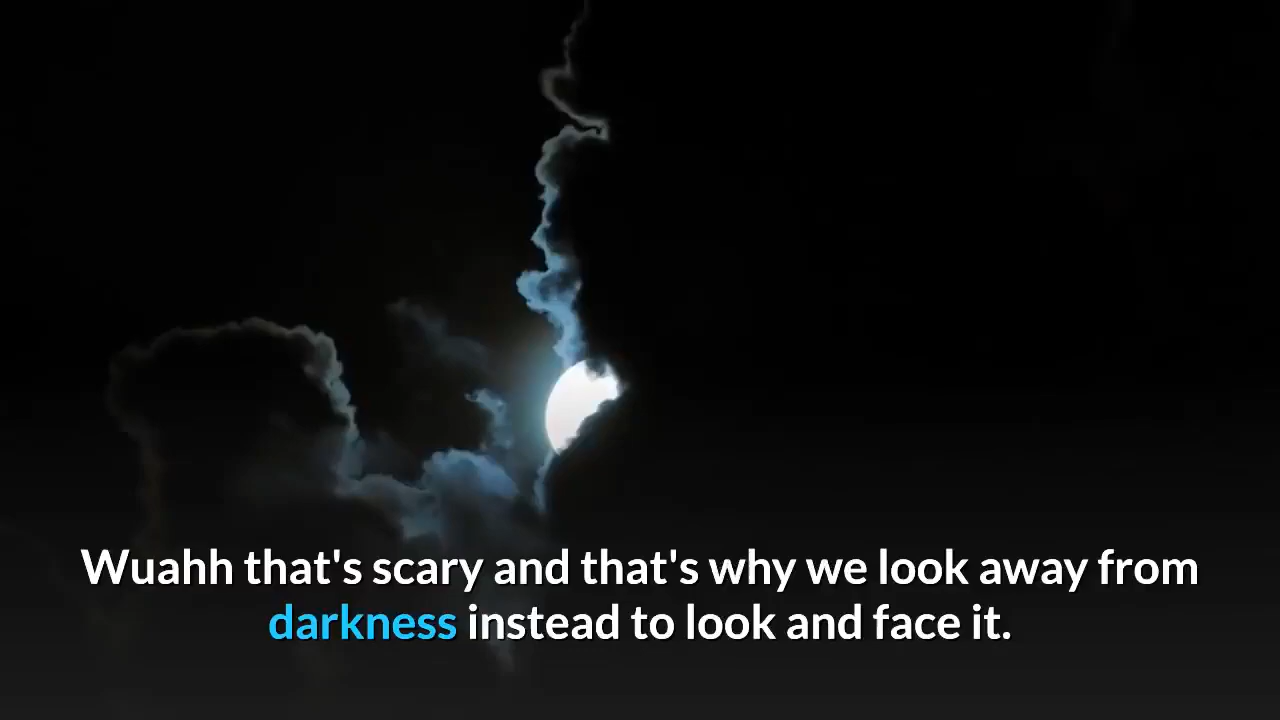 Wuahh that's scary and that's why we look away from
darkness instead to look and face it.